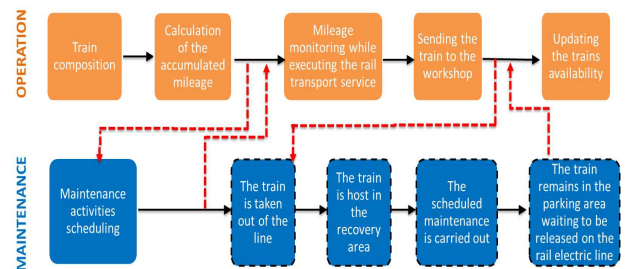 OPERATION
Train
composition
Calculation
of the
accumulated
mileage
Mileage
monitoring while
executing the rail
transport service
Sending the
train to the
workshop
Updating
the trains
availability
MAINTENANCE
Maintenance
activities
scheduling
The train
is taken
out of the
line
The train
is host in
the
recovery
area
The
scheduled
maintenance
is carried out
The train
remains in the
parking area
waiting to be
released on the
rail electric line